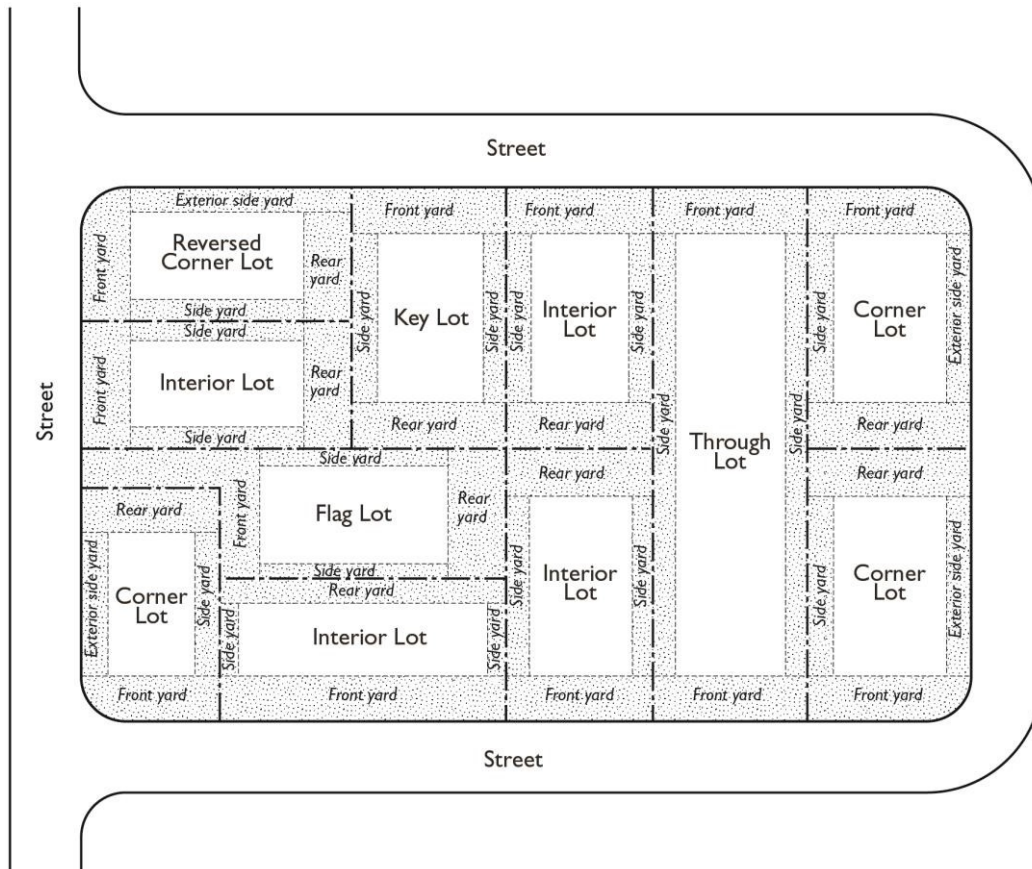 Street
Exterior side yard
Front yard
Front yard
Front yard
Front yard
Front yard
Reversed
Corner Lot
Rear
yard
Side yard
Side yard
Key Lot
Side yard
Side yard
Interior
Lot
Side yard
Side yard
Corner
Lot
Exterior side yard
Side yard
Front yard
Interior Lot
Rear
yard
Side yard
Rear yard
Rear yard
Side yard
Through
Lot
Side yard
Rear yard
Street
Side yard
Front yard
Flag Lot
Rear
yard
Side yard
Rear yard
Rear yard
Rear yard
Exterior side yard
Corner
Lot
Side yard
Rear yard
Side yard
Interior Lot
Side yard
Side yard
Interior
Lot
Side yard
Side yard
Corner
Lot
Exterior side yard
Front yard
Front yard
Front yard
Front yard
Front yard
Street